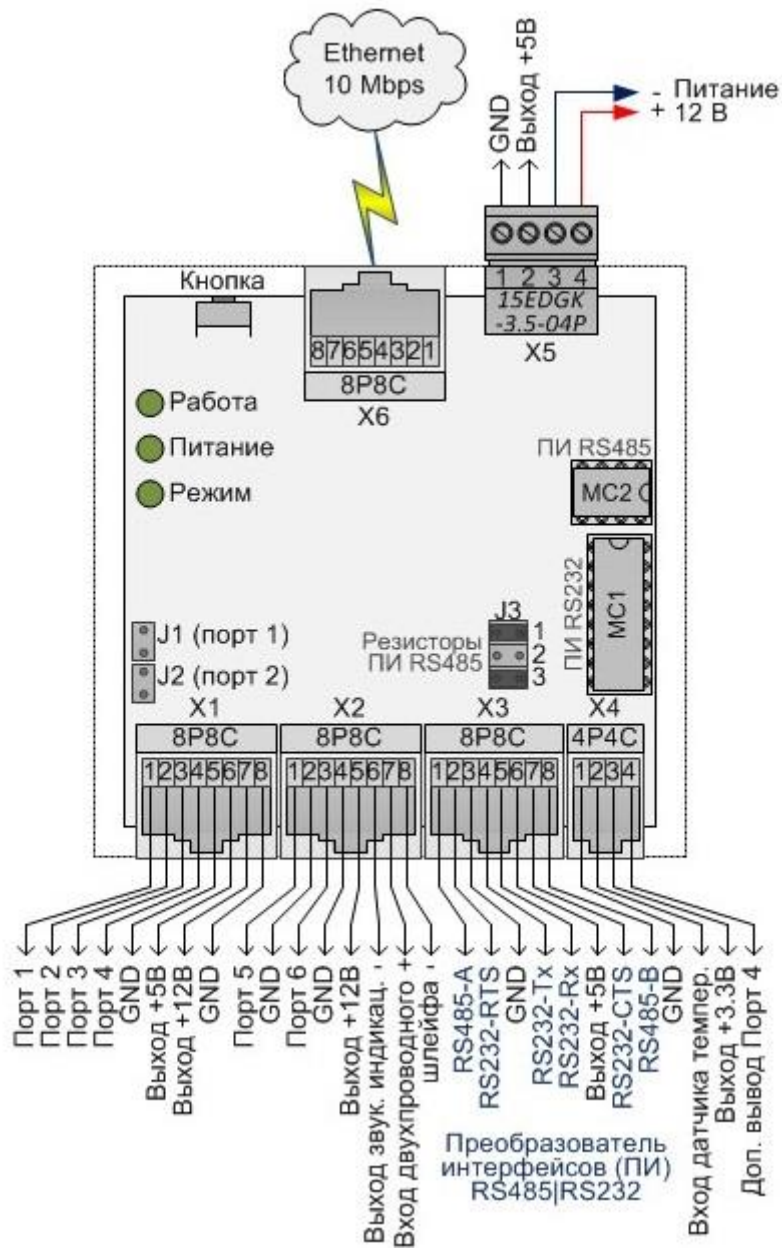 Ethernet
10 Mbps
GND
Выход +5В
- Питание
+ 12 В
Кнопка
1 2 3 4
15EDGK
-3.5-04P
X5
87654321
8P8C
X6
Работа
Питание
Режим
ПИ RS485
MC2
ПИ RS232
MC1
J3
1
2
3
Резисторы
ПИ RS485
J1 (порт 1)
J2 (порт 2)
X1
X2
X3
X4
8P8C
8P8C
8P8C
4P4C
12345678
12345678
12345678
1234
Порт 1
Порт 2
Порт 3
Порт 4
GND
Выход +5В
Выход +12В
GND
Порт 5
GND
Порт 6
GND
Выход +12В
Выход звук. индикац. -
Вход двухпроводного +
шлейфа -
RS485-A
RS232-RTS
GND
RS232-Tx
RS232-Rx
Выход +5В
RS232-CTS
RS485-B
GND
Вход датчика темпер.
Выход +3.3В
Доп. вывод Порт 4
Преобразователь
интерфейсов (ПИ)
RS485|RS232